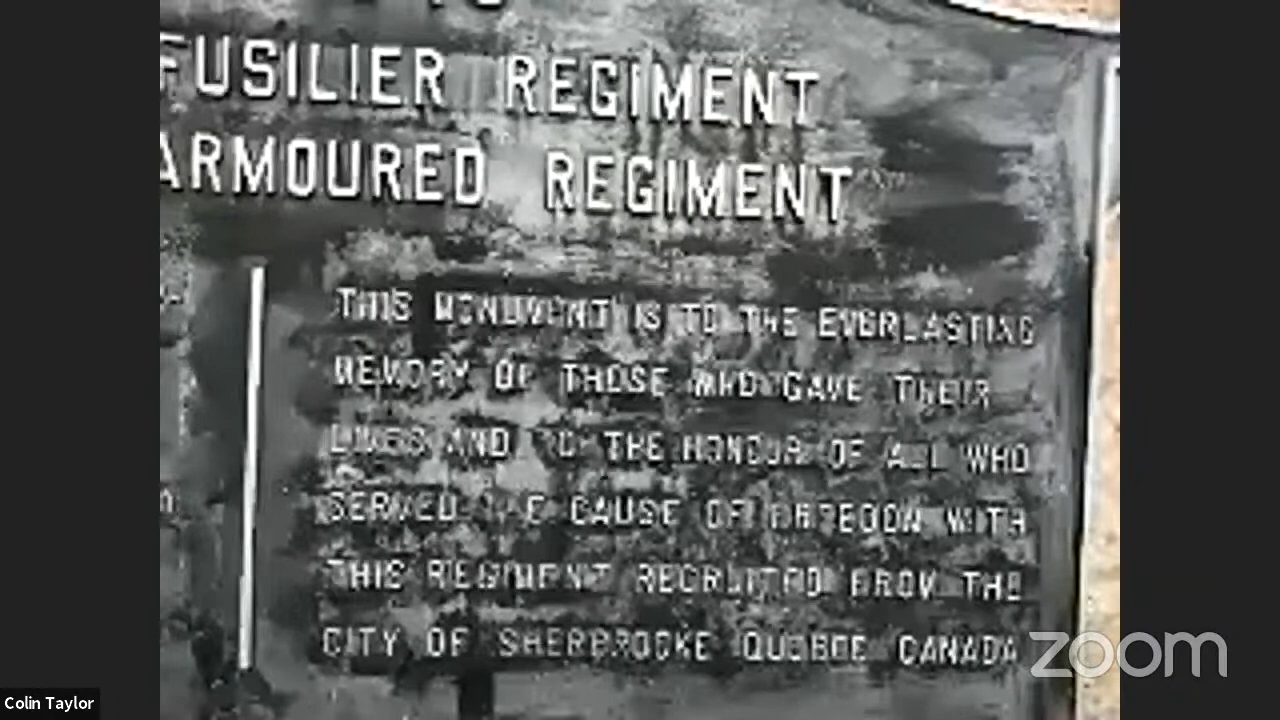 FUSILIER REGIMENT
ARMOURED REGIMENT
THIS MONUMENT IS TO THE EVERLASTING
MEMORY OF THOSE WHO GAVE THEIR
LIVES AND TO THE HONOUR OF ALL WHO
SERVED THE CAUSE OF FREEDOM WITH
THIS REGIMENT RECRUITED FROM THE
CITY OF SHERBROOKE QUEBEC CANADA
zoom
Colin Taylor